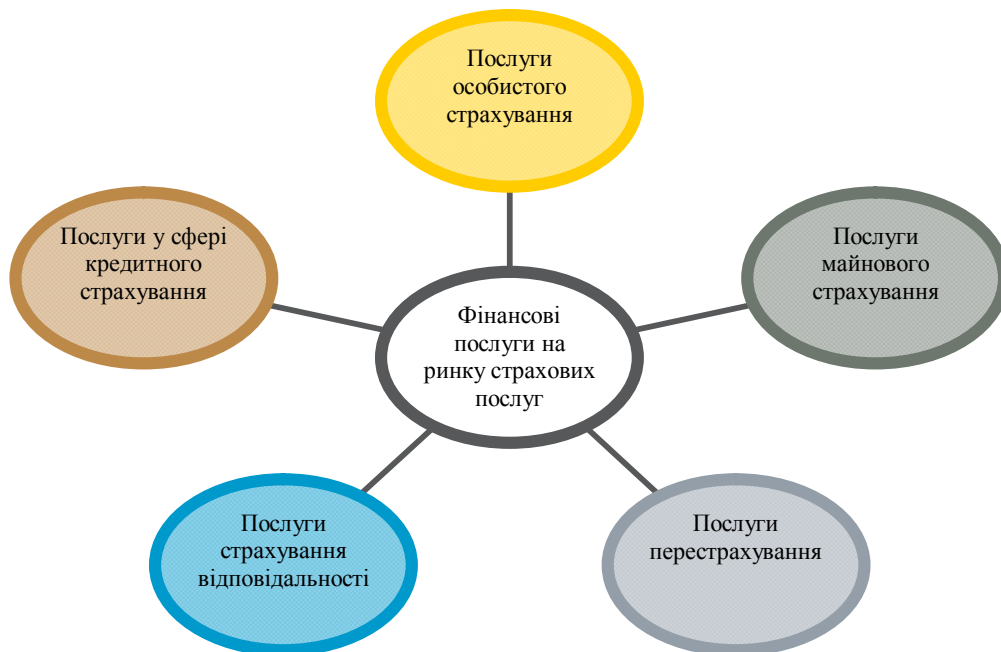 Послуги
особистого
страхування
Послуги у сфері
кредитного
страхування
Послуги
майнового
страхування
Фінансові
послуги на
ринку страхових
послуг
Послуги
страхування
відповідальності
Послуги
перестрахування